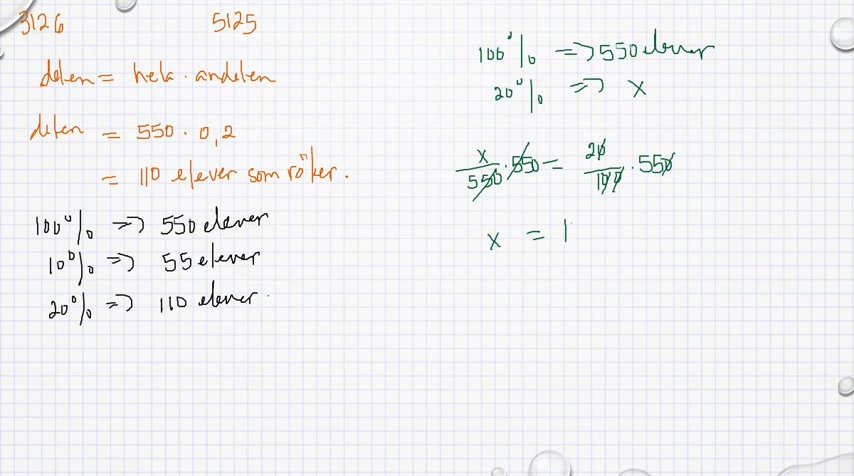 3126
5125
delen = hela · andelen
delen = 550 · 0,2
= 110 elever som röker.
100% => 550 elever
10% => 55 elever
20% => 110 elever.
100% => 550 elever
20% => x
x/550 · 550 = 20/100 · 550
x = 1